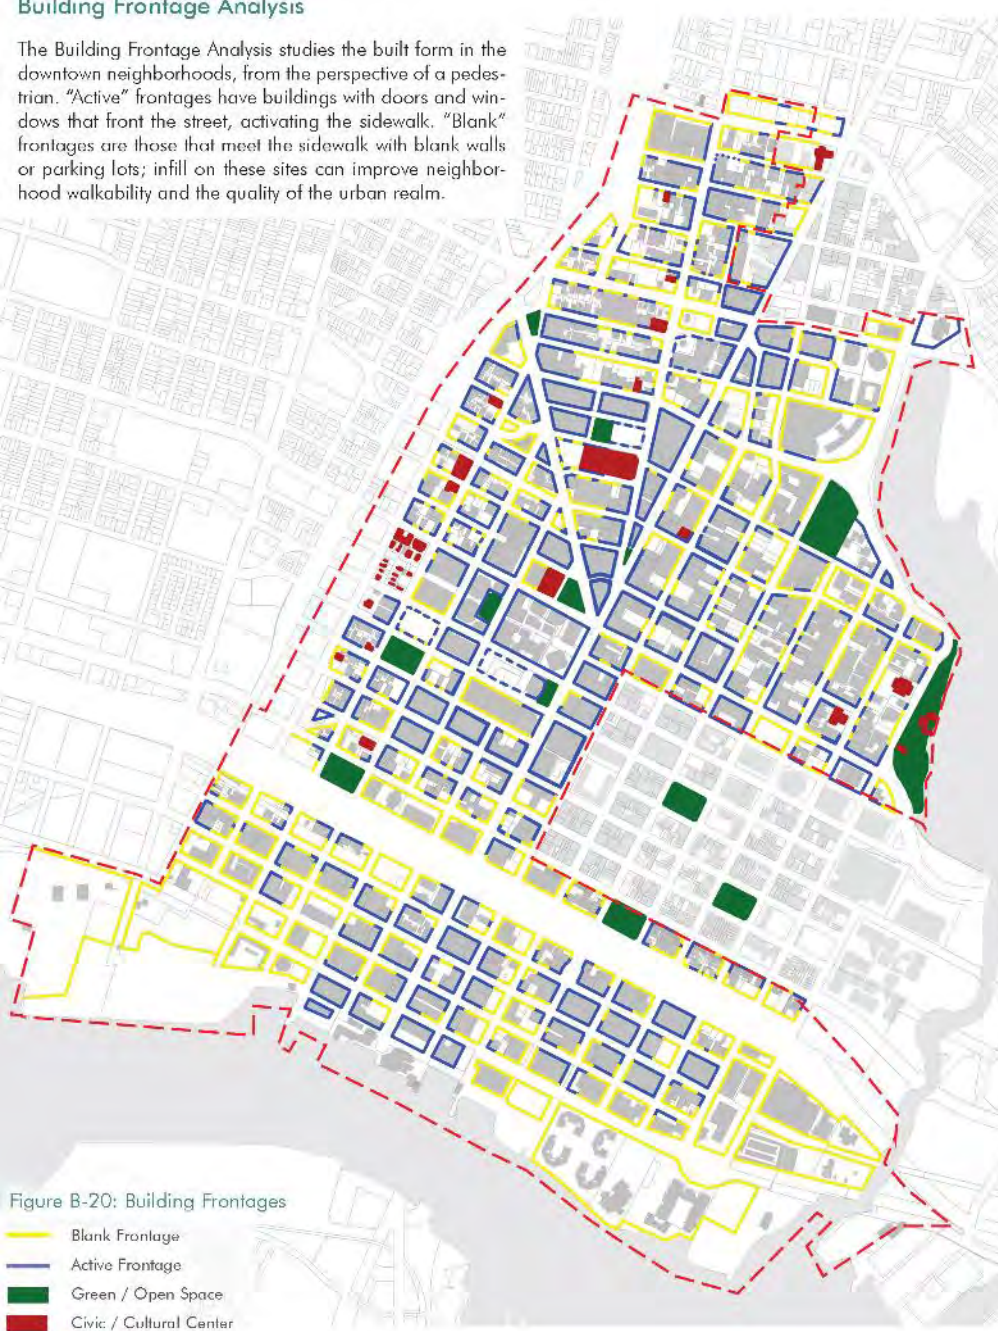 Building Frontage Analysis
The Building Frontage Analysis studies the built form in the
downtown neighborhoods, from the perspective of a pedes-
trian. “Active” frontages have buildings with doors and win-
dows that front the street, activating the sidewalk. “Blank”
frontages are those that meet the sidewalk with blank walls
or parking lots; infill on these sites can improve neighbor-
hood walkability and the quality of the urban realm.
Figure B-20: Building Frontages
Blank Frontage
Active Frontage
Green / Open Space
Civic / Cultural Center